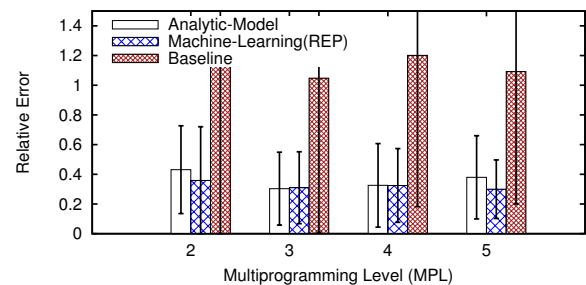 Analytic-Model
Machine-Learning(REP)
Baseline
1.4
1.2
1
0.8
0.6
0.4
0.2
0
Relative Error
2 3 4 5
Multiprogramming Level (MPL)